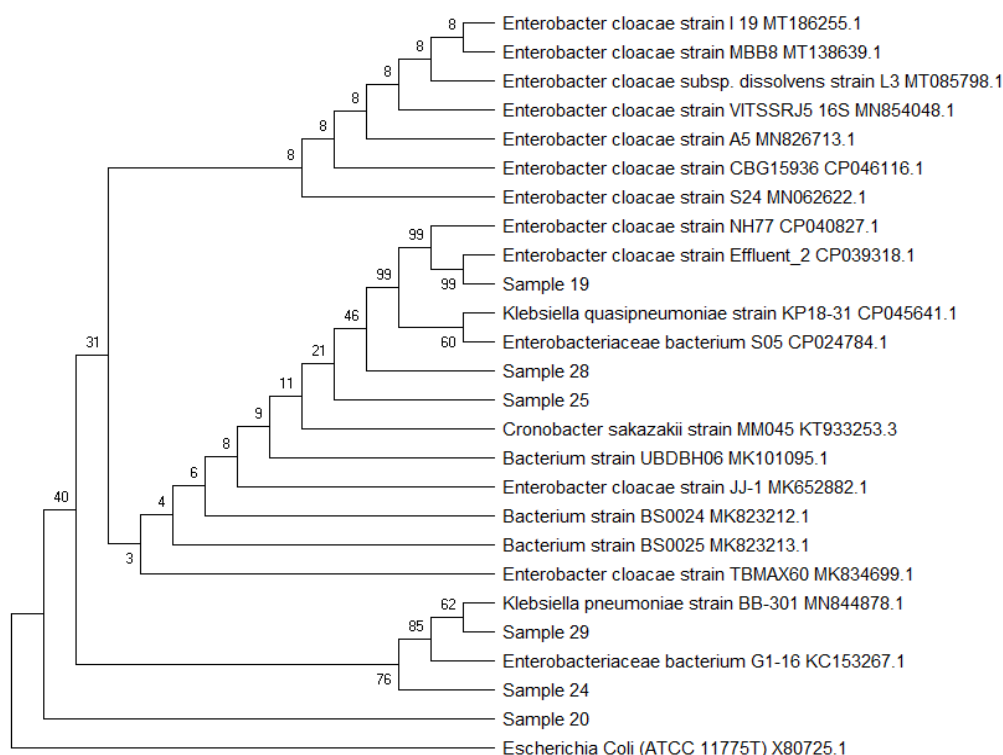 8
Enterobacter cloacae strain I 19 MT186255.1
8
Enterobacter cloacae strain MBB8 MT138639.1
8
Enterobacter cloacae subsp. dissolvens strain L3 MT085798.1
8
Enterobacter cloacae strain VITSSRJ5 16S MN854048.1
8
Enterobacter cloacae strain A5 MN826713.1
8
Enterobacter cloacae strain CBG15936 CP046116.1
Enterobacter cloacae strain S24 MN062622.1
Enterobacter cloacae strain NH77 CP040827.1
99
Enterobacter cloacae strain Effluent_2 CP039318.1
99
99
Sample 19
Klebsiella quasipneumoniae strain KP18-31 CP045641.1
46
60
Enterobacteriaceae bacterium S05 CP024784.1
31
21
Sample 28
11
Sample 25
9
Cronobacter sakazakii strain MM045 KT933253.3
8
Bacterium strain UBDBH06 MK101095.1
6
Enterobacter cloacae strain JJ-1 MK652882.1
40
4
Bacterium strain BS0024 MK823212.1
Bacterium strain BS0025 MK823213.1
3
Enterobacter cloacae strain TBMAX60 MK834699.1
62
Klebsiella pneumoniae strain BB-301 MN844878.1
85
Sample 29
Enterobacteriaceae bacterium G1-16 KC153267.1
76
Sample 24
Sample 20
Escherichia Coli (ATCC 11775T) X80725.1